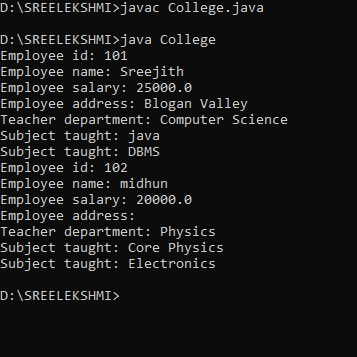 D:\SREELEKSHMI>javac College.java
D:\SREELEKSHMI>java College
Employee id: 101
Employee name: Sreejith
Employee salary: 25000.0
Employee address: Blogan Valley
Teacher department: Computer Science
Subject taught: java
Subject taught: DBMS
Employee id: 102
Employee name: midhun
Employee salary: 20000.0
Employee address:
Teacher department: Physics
Subject taught: Core Physics
Subject taught: Electronics
D:\SREELEKSHMI>